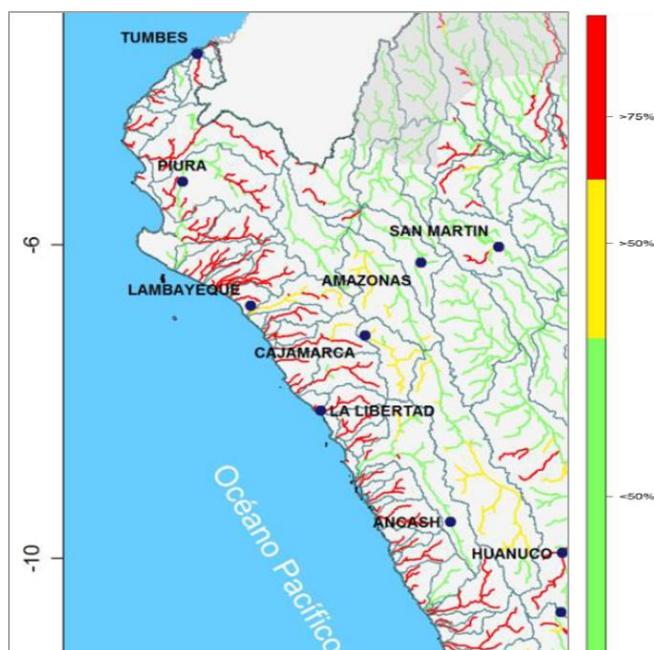 TUMBES
>75%
PIURA
-6
SAN MARTIN
>50%
AMAZONAS
LAMBAYEQUE
CAJAMARCA
LA LIBERTAD
Océano Pacífico
<50%
ANCASH
HUANUCO
-10